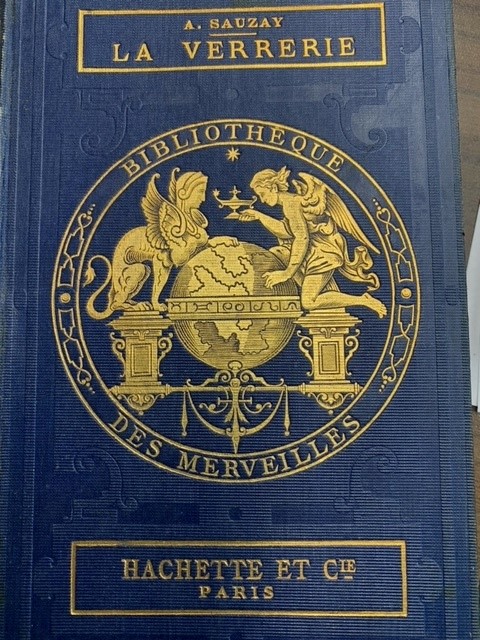 A. SAUZAY
LA VERRERIE
BIBLIOTHÈQUE
DES MERVEILLES
HACHETTE ET CIE
PARIS